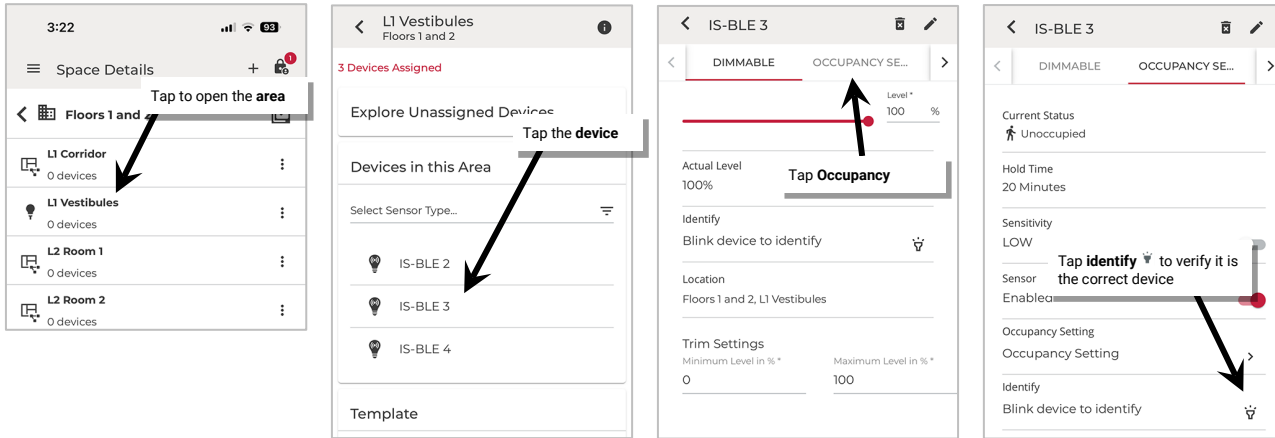 3:22
93
Space Details
1
Tap to open the area
Floors 1 and 2
L1 Corridor
0 devices
L1 Vestibules
0 devices
L2 Room 1
0 devices
L2 Room 2
0 devices
L1 Vestibules
Floors 1 and 2
3 Devices Assigned
Explore Unassigned Devices
Tap the device
Devices in this Area
Select Sensor Type...
IS-BLE 2
IS-BLE 3
IS-BLE 4
Template
IS-BLE 3
DIMMABLE OCCUPANCY SE...
Level *
100 %
Actual Level
100%
Tap Occupancy
Identify
Blink device to identify
Location
Floors 1 and 2, L1 Vestibules
Trim Settings
Minimum Level in % * Maximum Level in % *
0 100
IS-BLE 3
DIMMABLE OCCUPANCY SE...
Current Status
Unoccupied
Hold Time
20 Minutes
Sensitivity
LOW
Tap identify to verify it is
the correct device
Sensor
Enabled
Occupancy Setting
Occupancy Setting
Identify
Blink device to identify